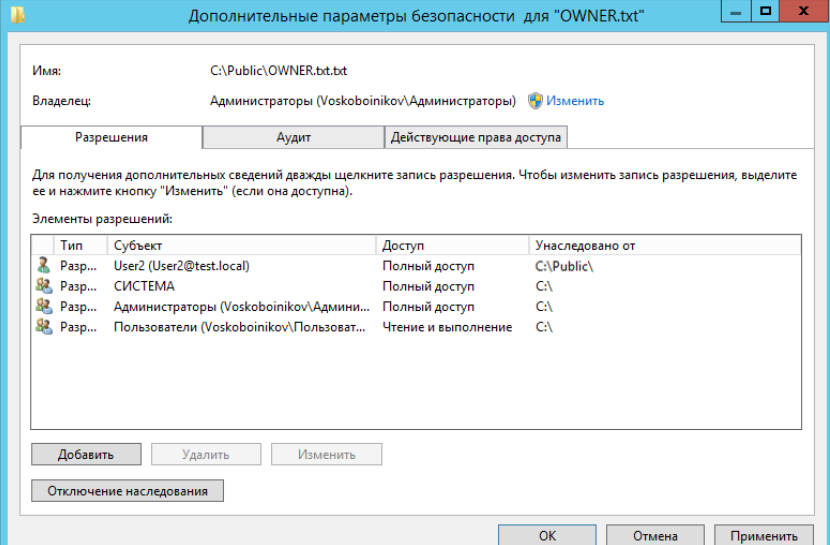 Дополнительные параметры безопасности для "OWNER.txt"
Имя: C:\Public\OWNER.txt.txt
Владелец: Администраторы (Voskoboinikov\Администраторы) Изменить
Разрешения Аудит Действующие права доступа
Для получения дополнительных сведений дважды щелкните запись разрешения. Чтобы изменить запись разрешения, выделите
ее и нажмите кнопку "Изменить" (если она доступна).
Элементы разрешений:
Тип Субъект Доступ Унаследовано от
Разр... User2 (User2@test.local) Полный доступ C:\Public\
Разр... СИСТЕМА Полный доступ C:\
Разр... Администраторы (Voskoboinikov\Админи... Полный доступ C:\
Разр... Пользователи (Voskoboinikov\Пользоват... Чтение и выполнение C:\
Добавить Удалить Изменить
Отключение наследования
ОК Отмена Применить